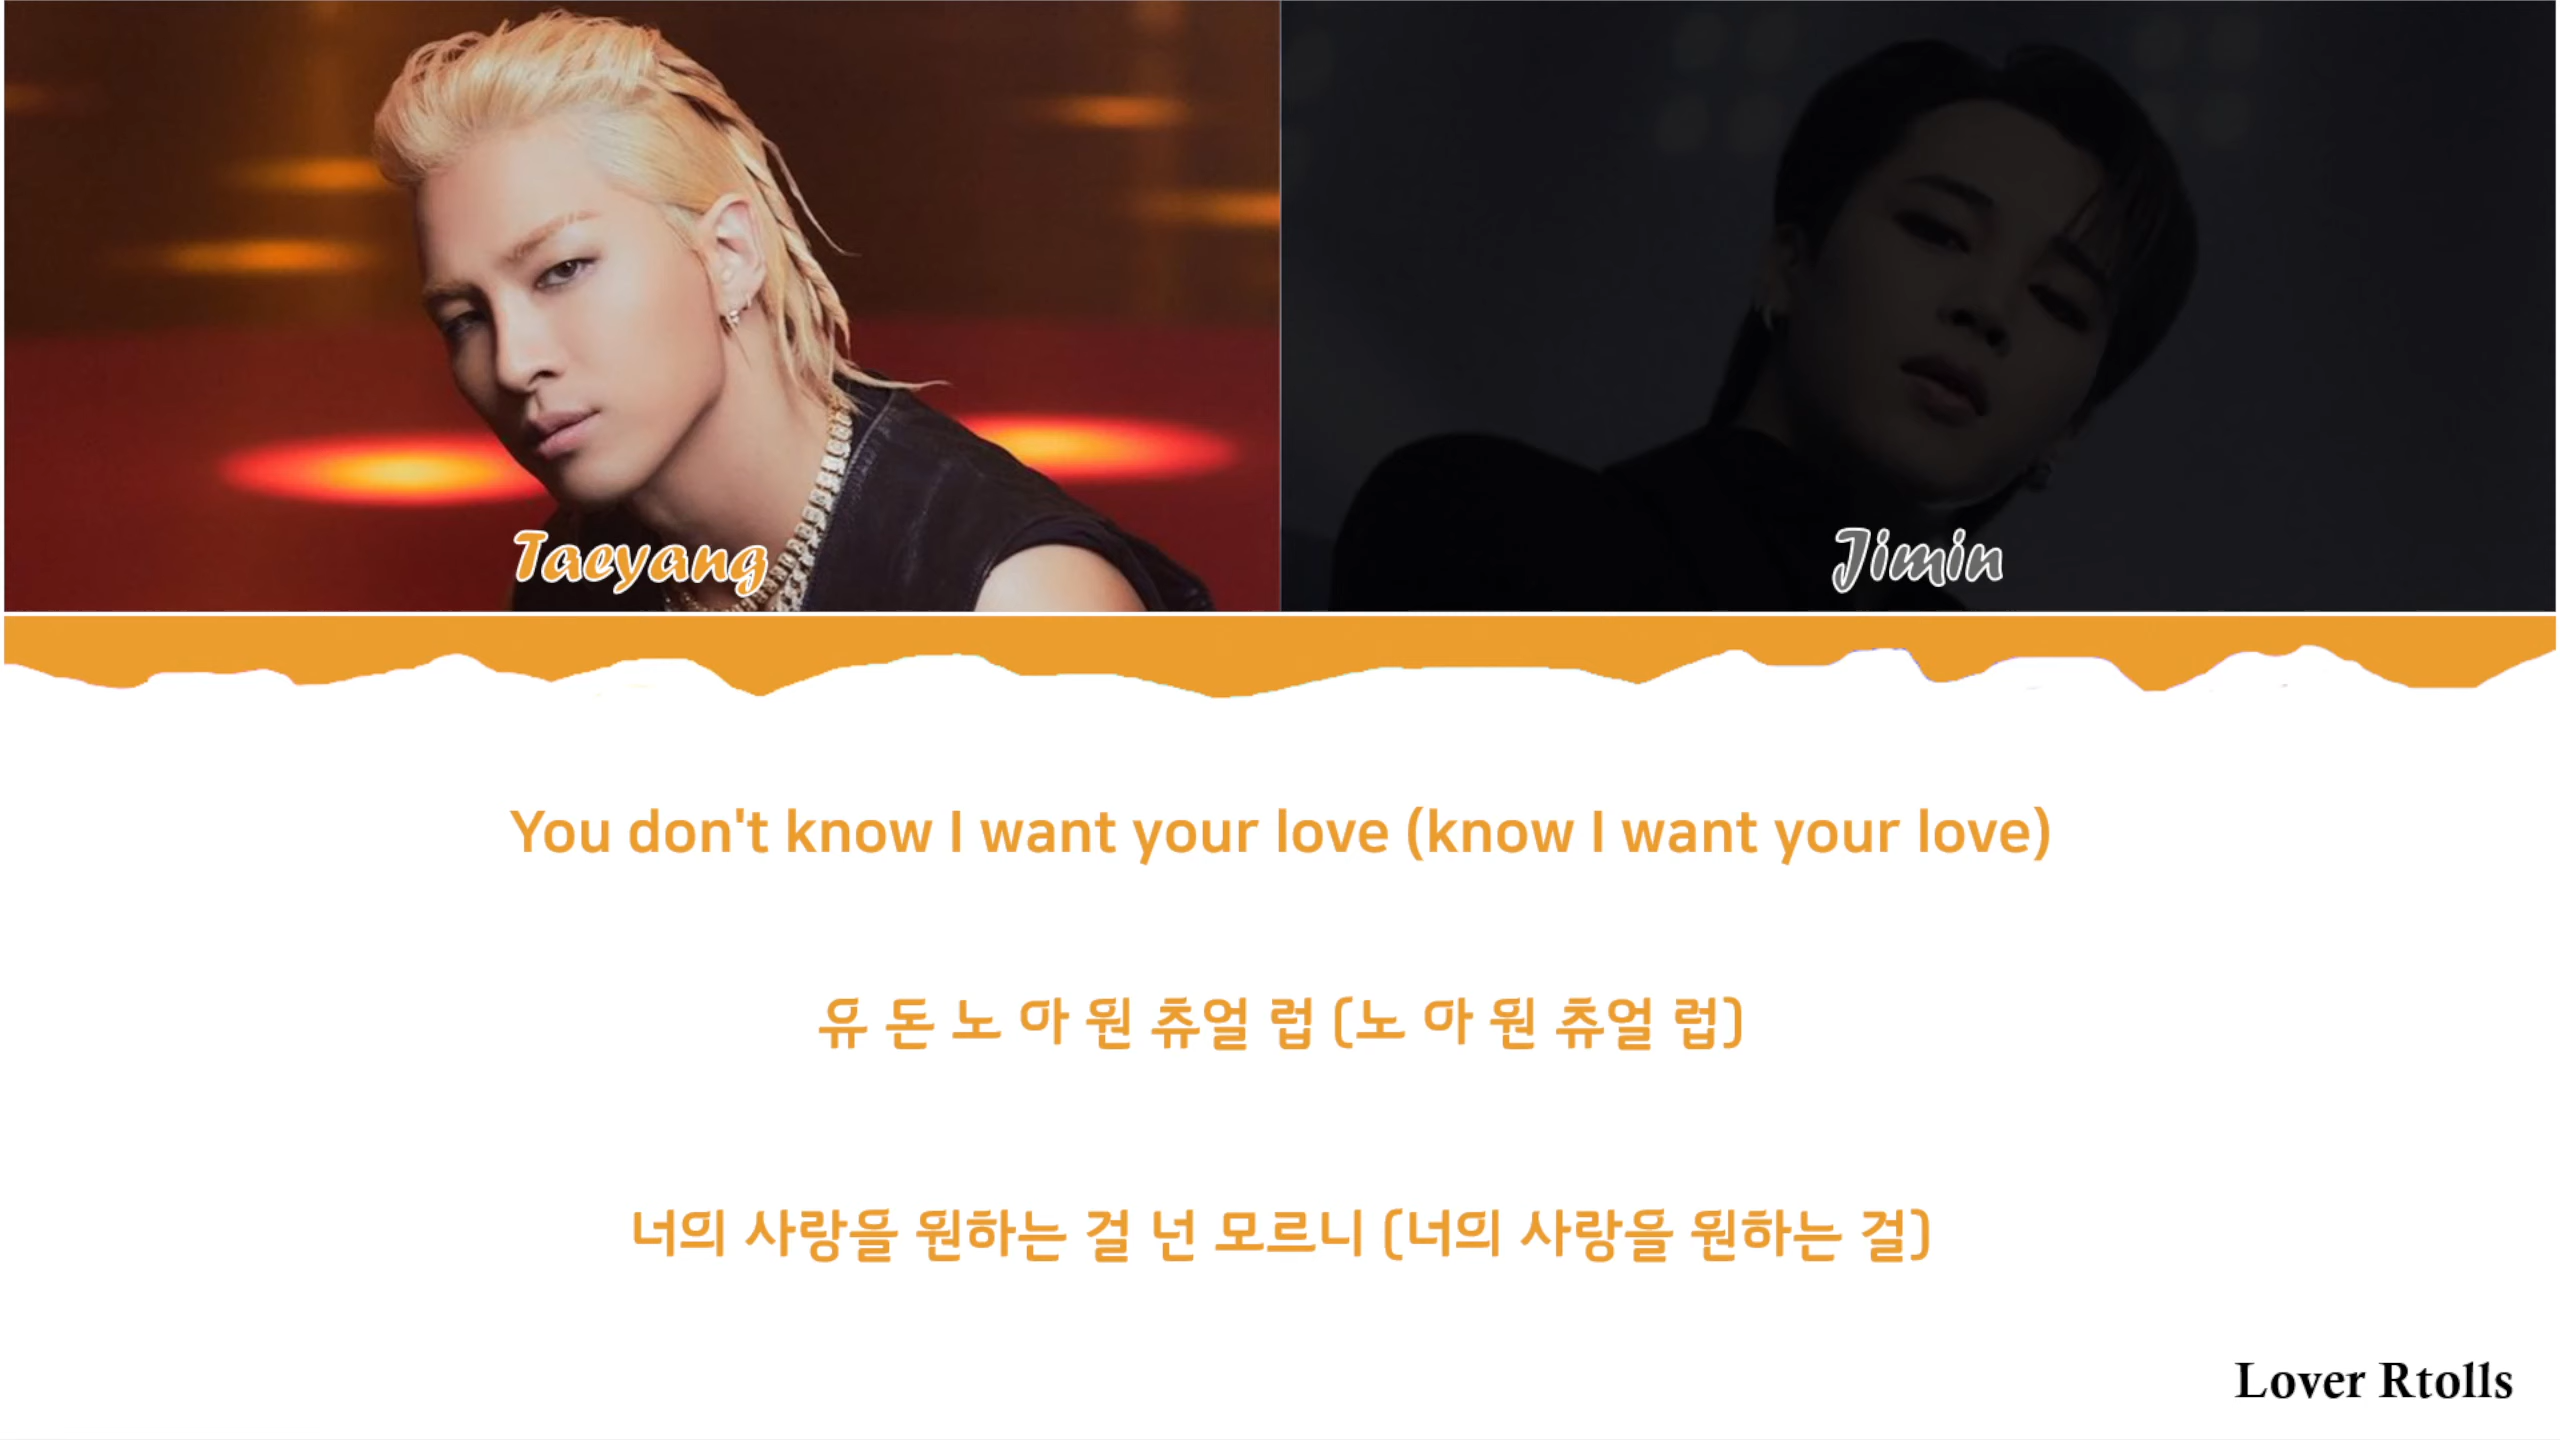 Taeyang
Jimin
You don't know I want your love (know I want your love)
유 돈 노 아 원 츄얼 럽 (노 아 원 츄얼 럽)
너의 사랑을 원하는 걸 넌 모르니 (너의 사랑을 원하는 걸)
Lover Rtolls